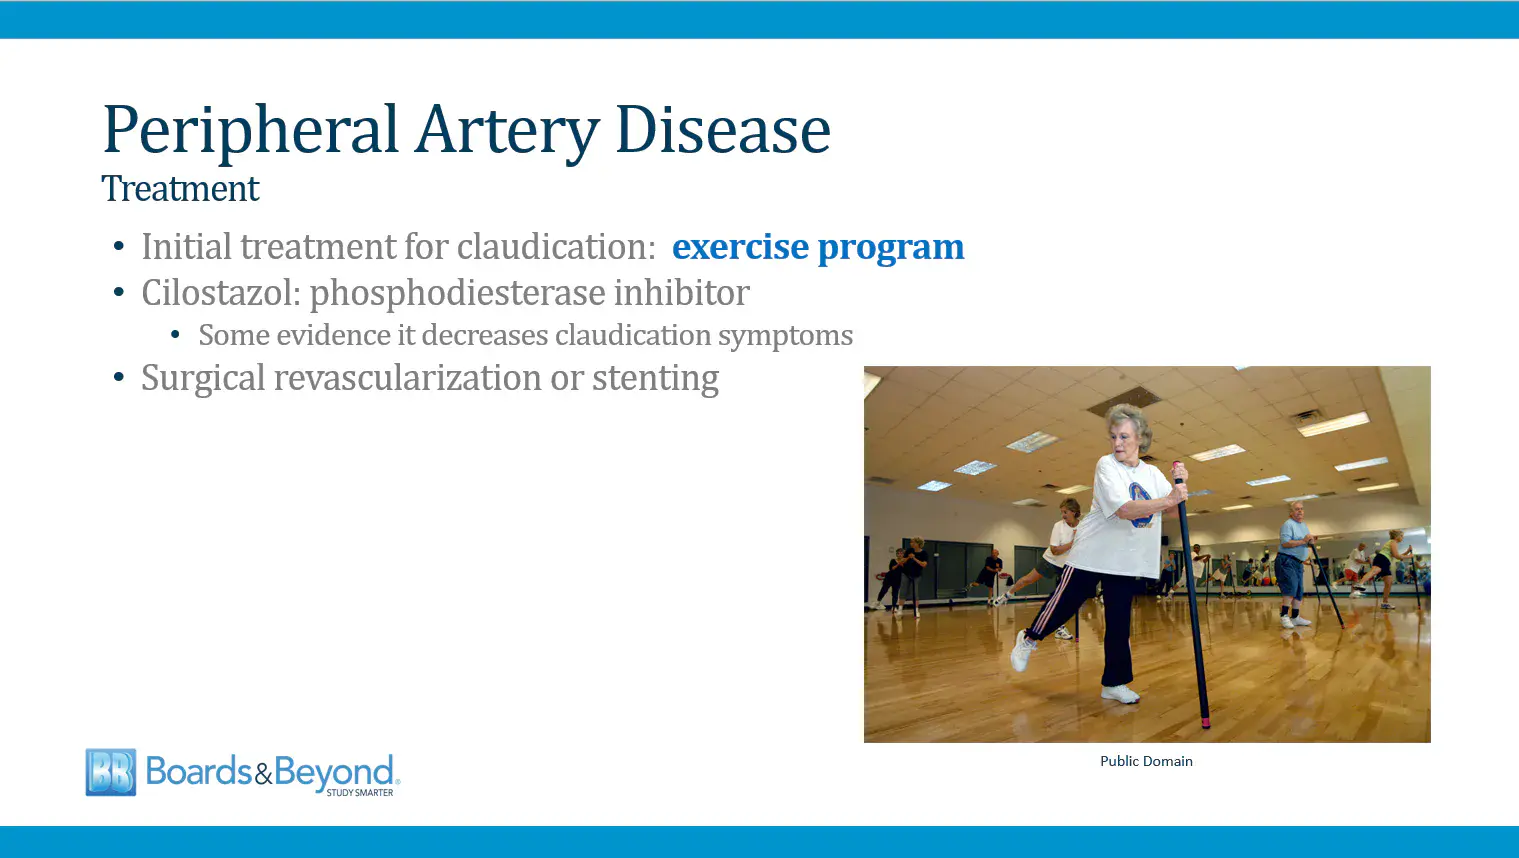 Peripheral Artery Disease
Treatment
• Initial treatment for claudication: exercise program
• Cilostazol: phosphodiesterase inhibitor
• Some evidence it decreases claudication symptoms
• Surgical revascularization or stenting
Public Domain
BB Boards&Beyond®
STUDY SMARTER